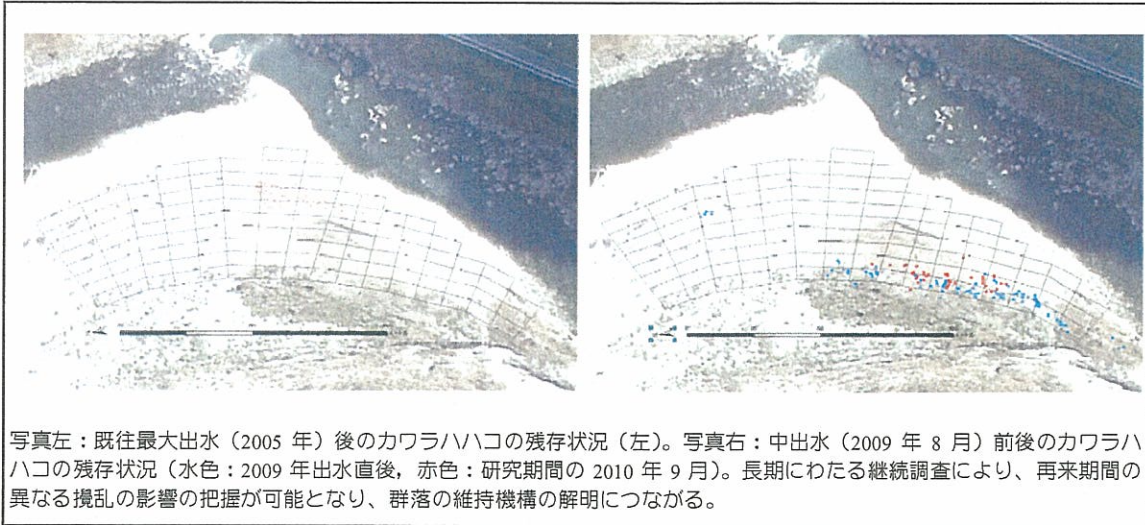 写真左：既往最大出水（2005 年）後のカワラハハコの残存状況（左）。写真右：中出水（2009 年 8 月）前後のカワラハ
ハコの残存状況（水色：2009 年出水直後，赤色：研究期間の 2010 年 9 月）。長期にわたる継続調査により、再来期間の
異なる攪乱の影響の把握が可能となり、群落の維持機構の解明につながる。